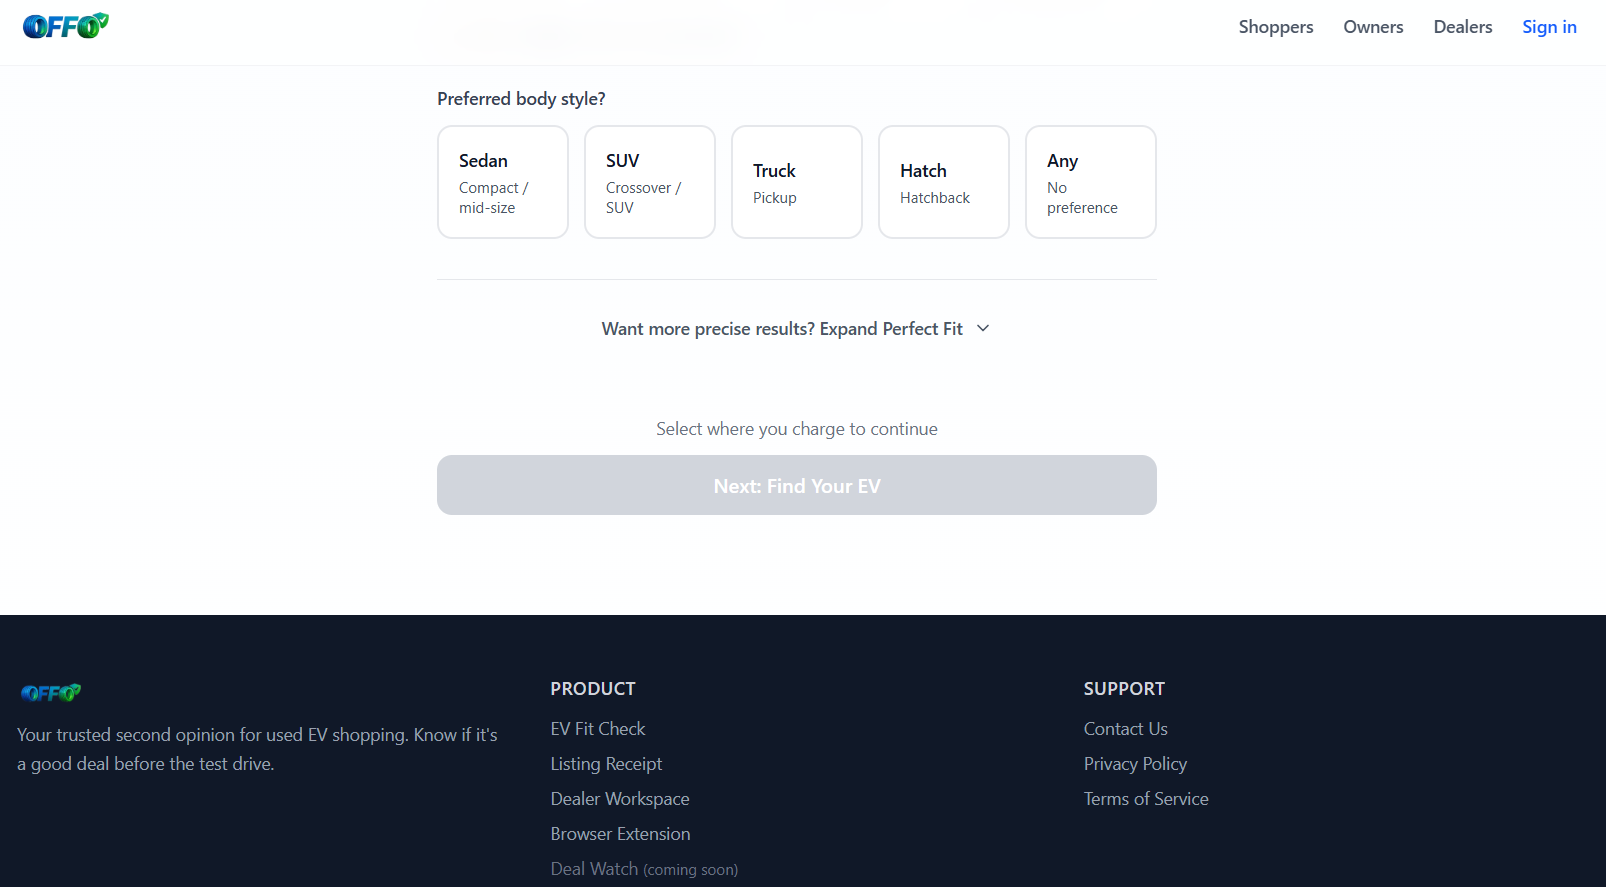 OFFO
Shoppers Owners Dealers Sign in
Preferred body style?
Sedan
Compact /
mid-size
SUV
Crossover /
SUV
Truck
Pickup
Hatch
Hatchback
Any
No
preference
Want more precise results? Expand Perfect Fit
Select where you charge to continue
Next: Find Your EV
OFFO
Your trusted second opinion for used EV shopping. Know if it's
a good deal before the test drive.
PRODUCT
EV Fit Check
Listing Receipt
Dealer Workspace
Browser Extension
Deal Watch (coming soon)
SUPPORT
Contact Us
Privacy Policy
Terms of Service